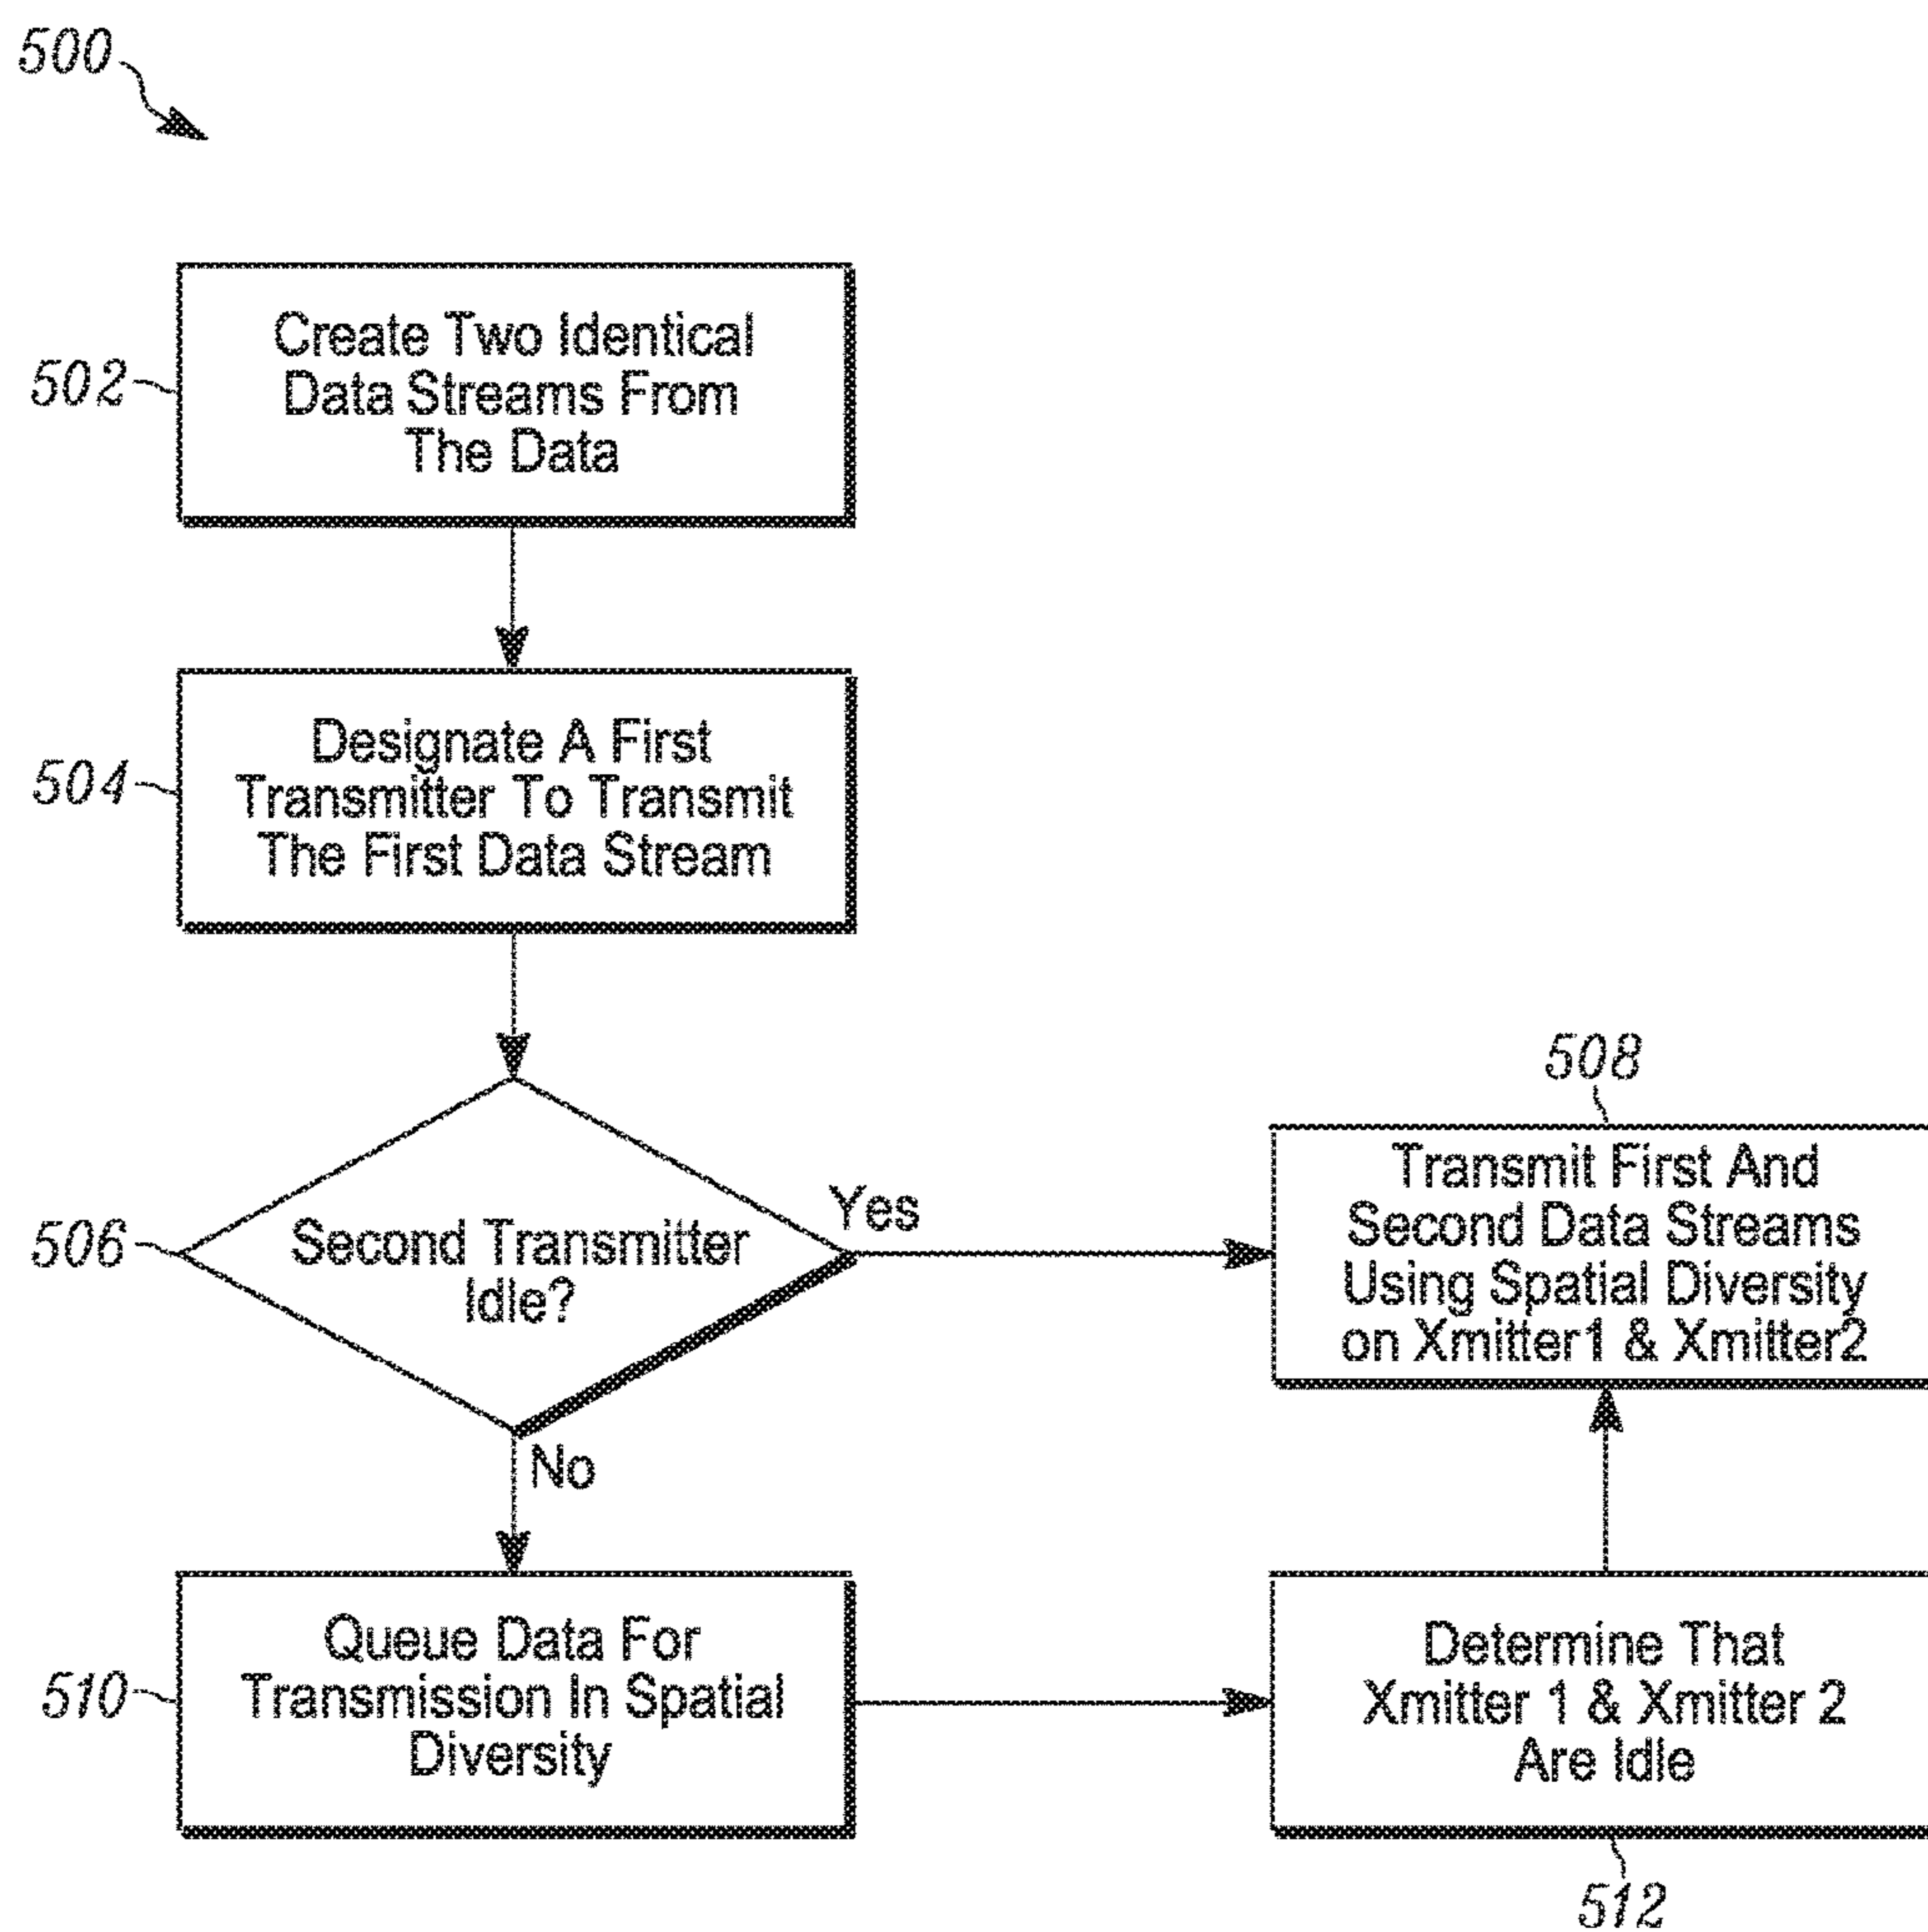 500
502
Create Two Identical
Data Streams From
The Data
504
Designate A First
Transmitter To Transmit
The First Data Stream
506
Second Transmitter
Idle?
Yes
No
508
Transmit First And
Second Data Streams
Using Spatial Diversity
on Xmitter1 & Xmitter2
510
Queue Data For
Transmission In Spatial
Diversity
Determine That
Xmitter 1 & Xmitter 2
Are Idle
512